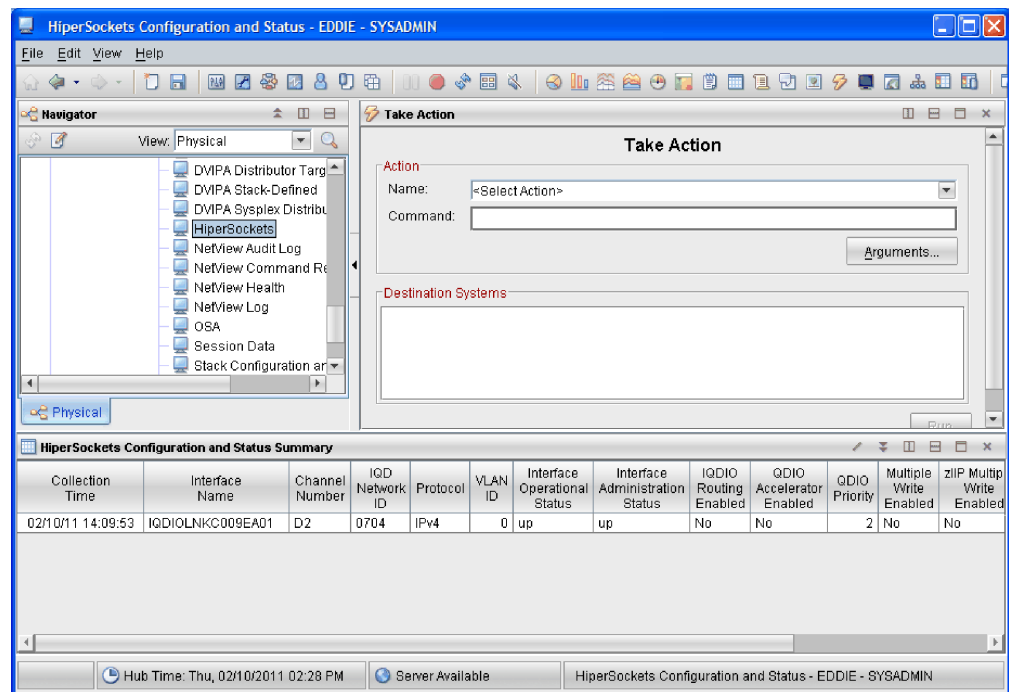 HiperSockets Configuration and Status - EDDIE - SYSADMIN
File Edit View Help
Navigator
View: Physical
DVIPA Distributor Targ
DVIPA Stack-Defined
DVIPA Sysplex Distribu
HiperSockets
NetView Audit Log
NetView Command Re
NetView Health
NetView Log
OSA
Session Data
Stack Configuration ar
Physical
Take Action
Take Action
Action
Name: <Select Action>
Command:
Arguments...
Destination Systems
Run
HiperSockets Configuration and Status Summary
Collection Time Interface Name Channel Number IQD Network ID Protocol VLAN ID Interface Operational Status Interface Administration Status IQDIO Routing Enabled QDIO Accelerator Enabled QDIO Priority Multiple Write Enabled zIIP Multip Write Enabled
02/10/11 14:09:53 IQDIOLNKC009EA01 D2 0704 IPv4 0 up up No No 2 No No
Hub Time: Thu, 02/10/2011 02:28 PM Server Available HiperSockets Configuration and Status - EDDIE - SYSADMIN